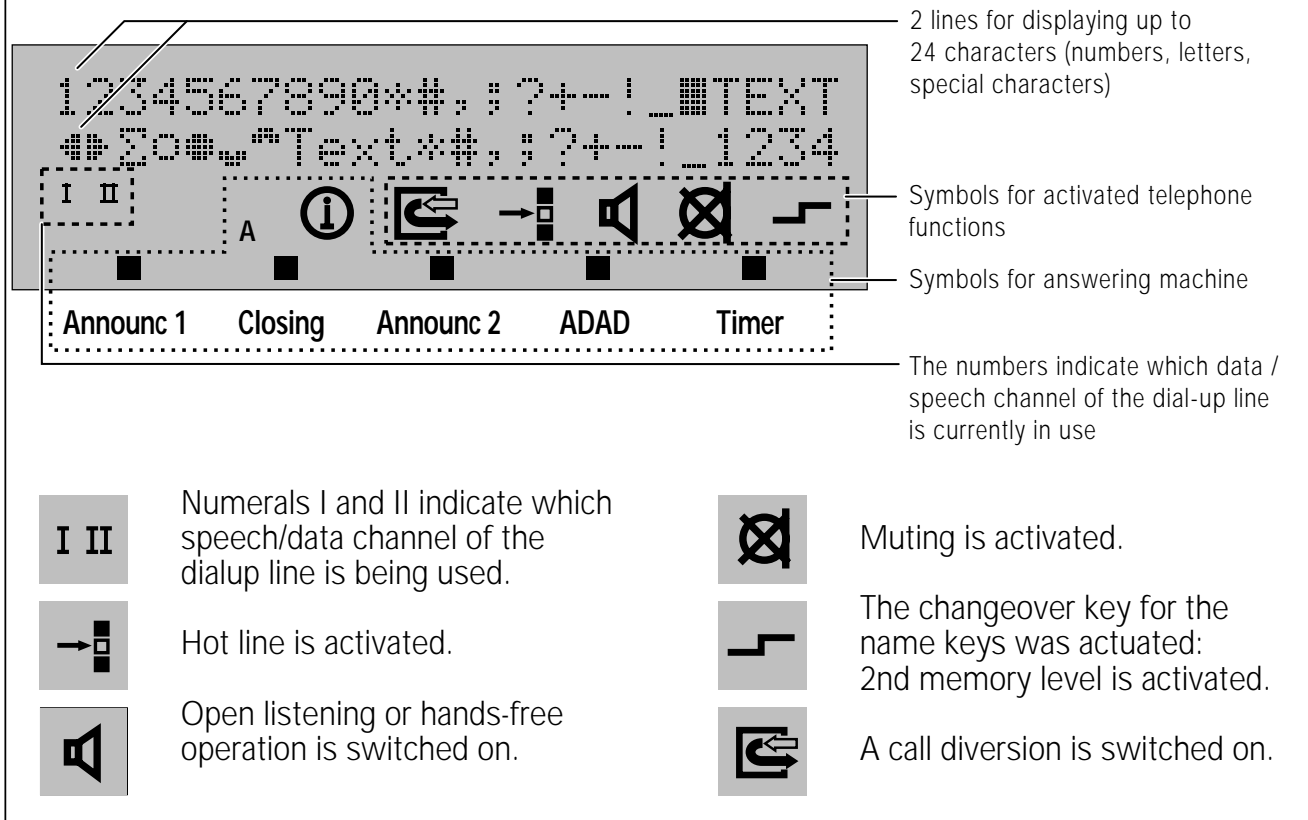 2 lines for displaying up to
24 characters (numbers, letters,
special characters)
1234567890*#,;?+-!_■TEXT
Text*#,;?+-!_1234
I II
A
Symbols for activated telephone
functions
Symbols for answering machine
Announc 1 Closing Announc 2 ADAD Timer
The numbers indicate which data /
speech channel of the dial-up line
is currently in use
I II
Numerals I and II indicate which
speech/data channel of the
dialup line is being used.
Hot line is activated.
Open listening or hands-free
operation is switched on.
Muting is activated.
The changeover key for the
name keys was actuated:
2nd memory level is activated.
A call diversion is switched on.